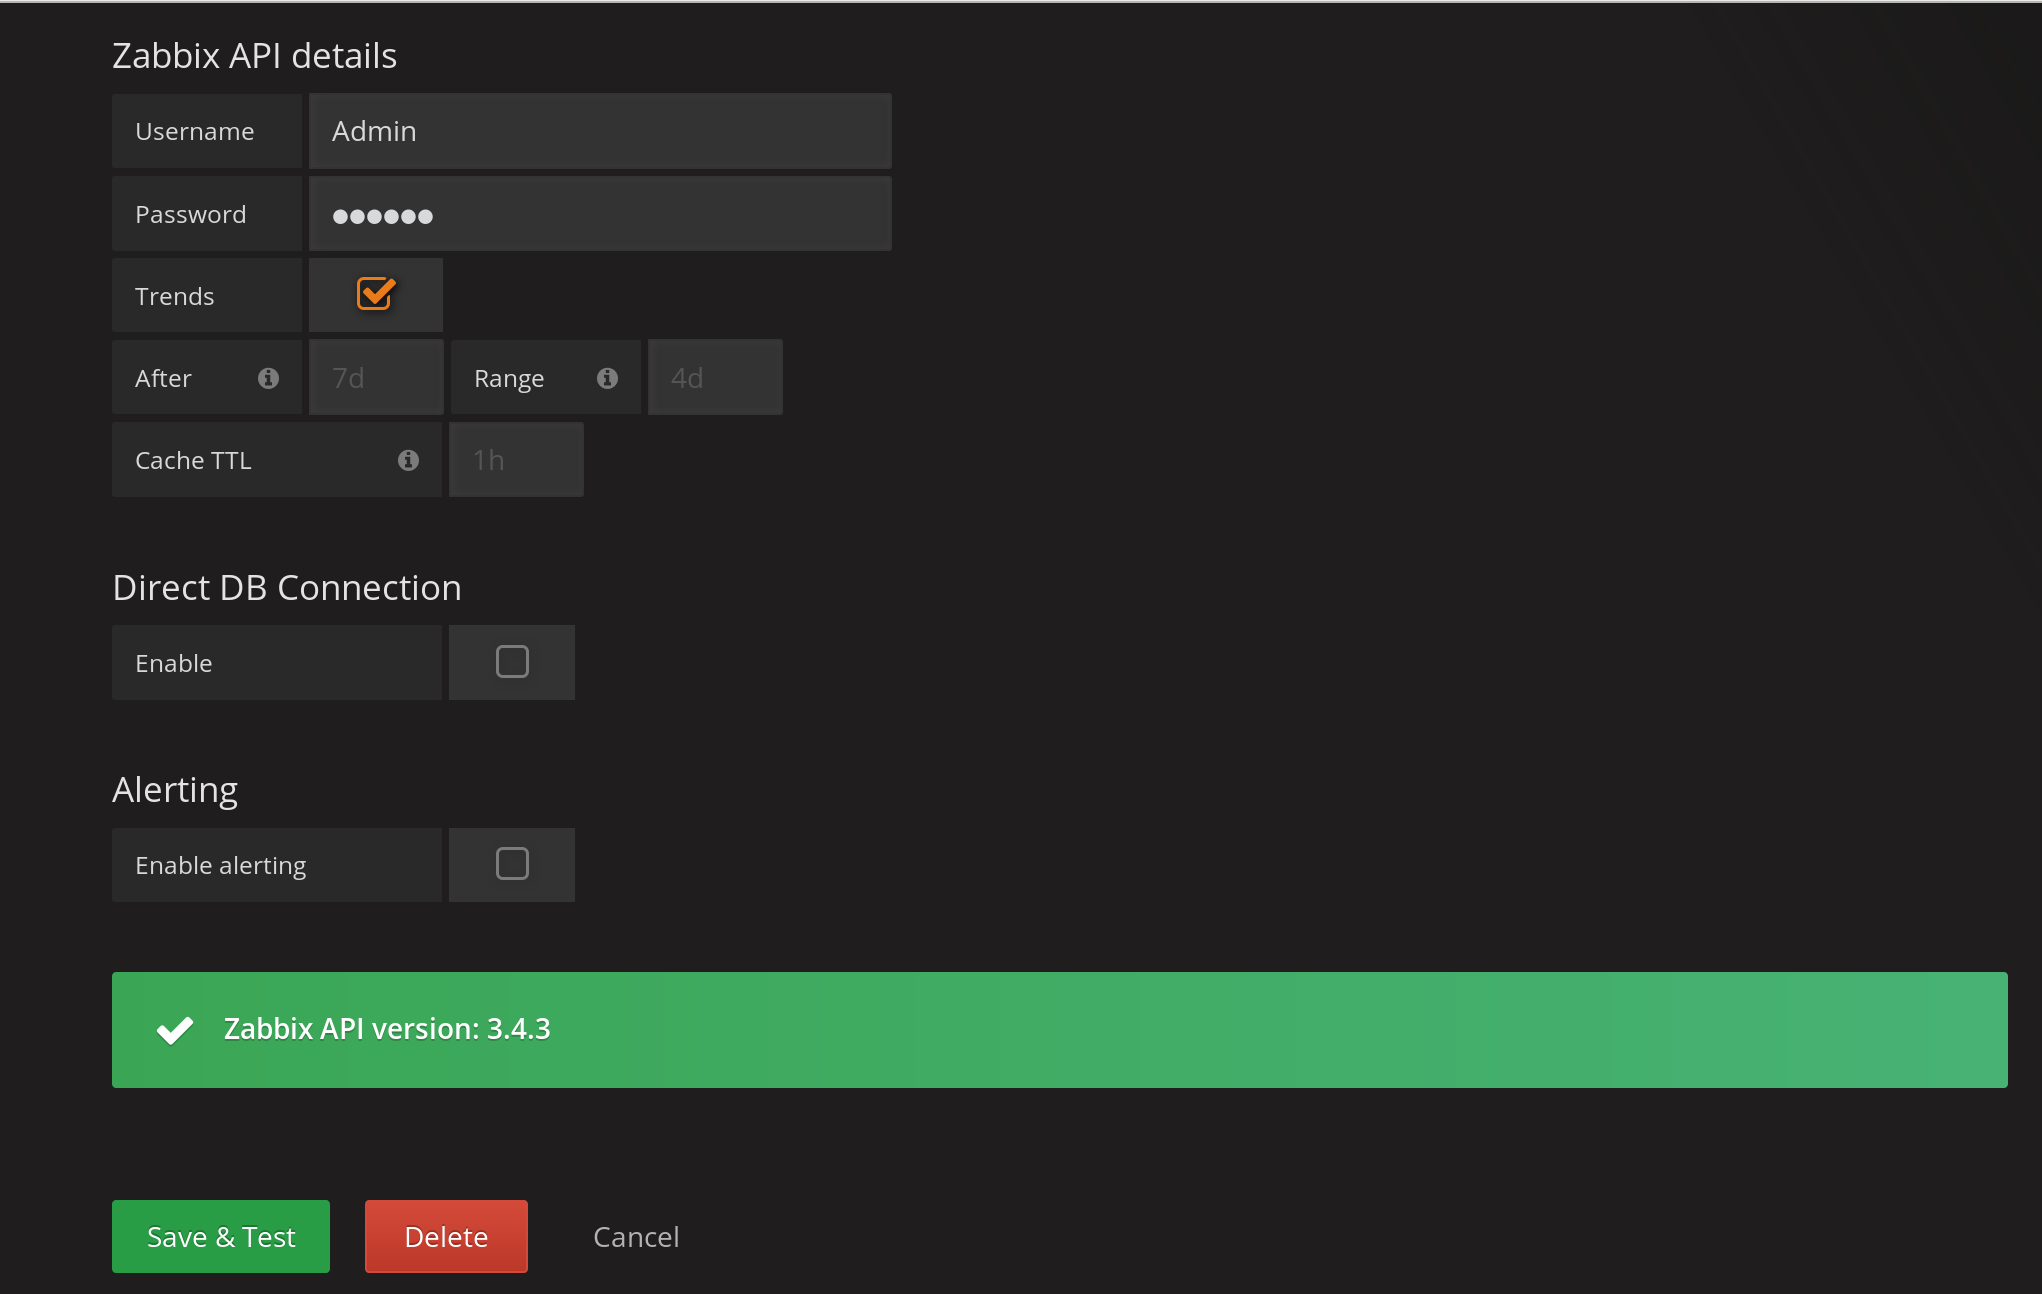 Zabbix API details
Username Admin
Password ●●●●●●
Trends
After 7d Range 4d
Cache TTL 1h
Direct DB Connection
Enable
Alerting
Enable alerting
Zabbix API version: 3.4.3
Save & Test Delete Cancel